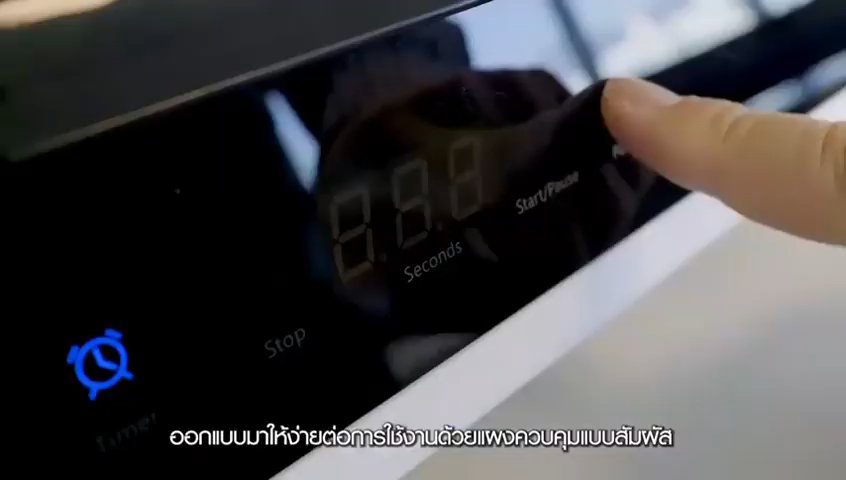 Start/Pause
Seconds
Stop
Timer
ออกแบบมาให้ง่ายต่อการใช้งานด้วยแผงควบคุมแบบสัมผัส